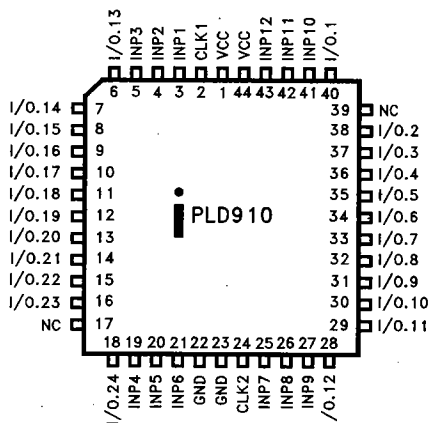 I/O.13 INP3 INP2 INP1 CLK1 VCC VCC INP12 INP11 INP10 I/O.1
6 5 4 3 2 1 44 43 42 41 40
I/O.14 7 39 NC
I/O.15 8 38 I/O.2
I/O.16 9 37 I/O.3
I/O.17 10 36 I/O.4
I/O.18 11 35 I/O.5
I/O.19 12 i PLD910 34 I/O.6
I/O.20 13 33 I/O.7
I/O.21 14 32 I/O.8
I/O.22 15 31 I/O.9
I/O.23 16 30 I/O.10
NC 17 29 I/O.11
18 19 20 21 22 23 24 25 26 27 28
I/O.24 INP4 INP5 INP6 GND GND CLK2 INP7 INP8 INP9 I/O.12